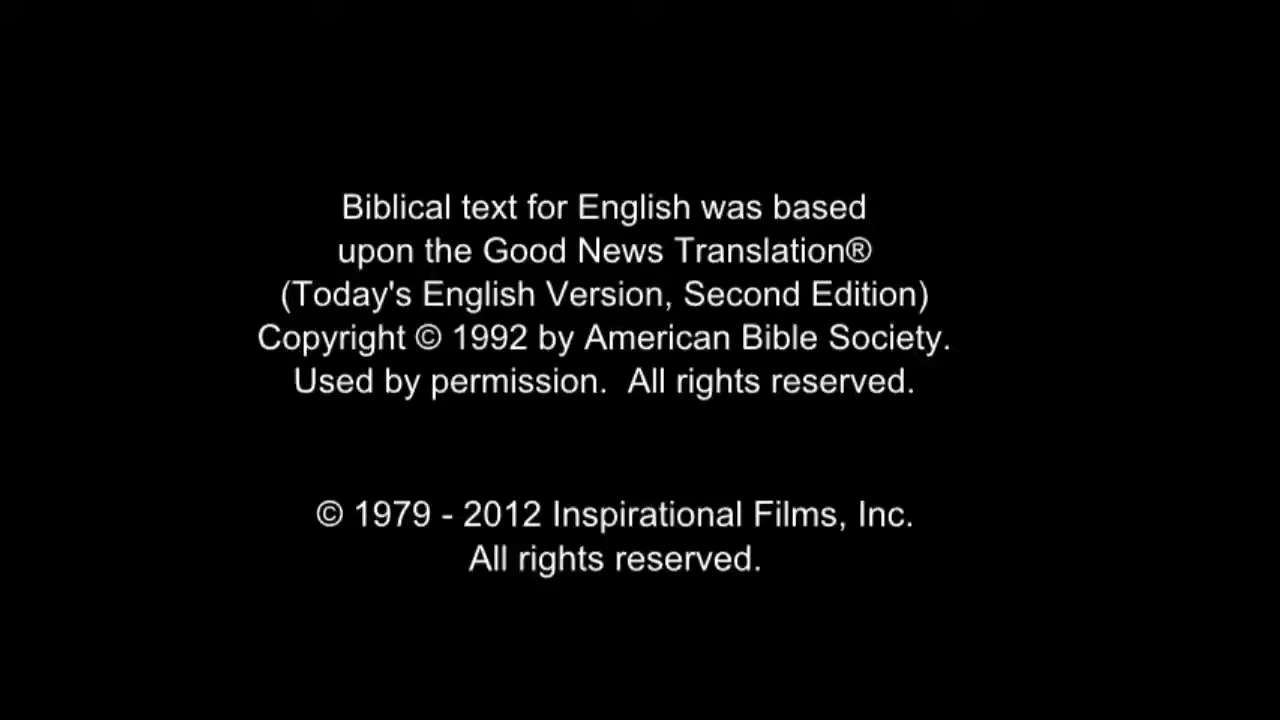 Biblical text for English was based
upon the Good News Translation®
(Today's English Version, Second Edition)
Copyright © 1992 by American Bible Society.
Used by permission.  All rights reserved.
© 1979 - 2012 Inspirational Films, Inc.
All rights reserved.